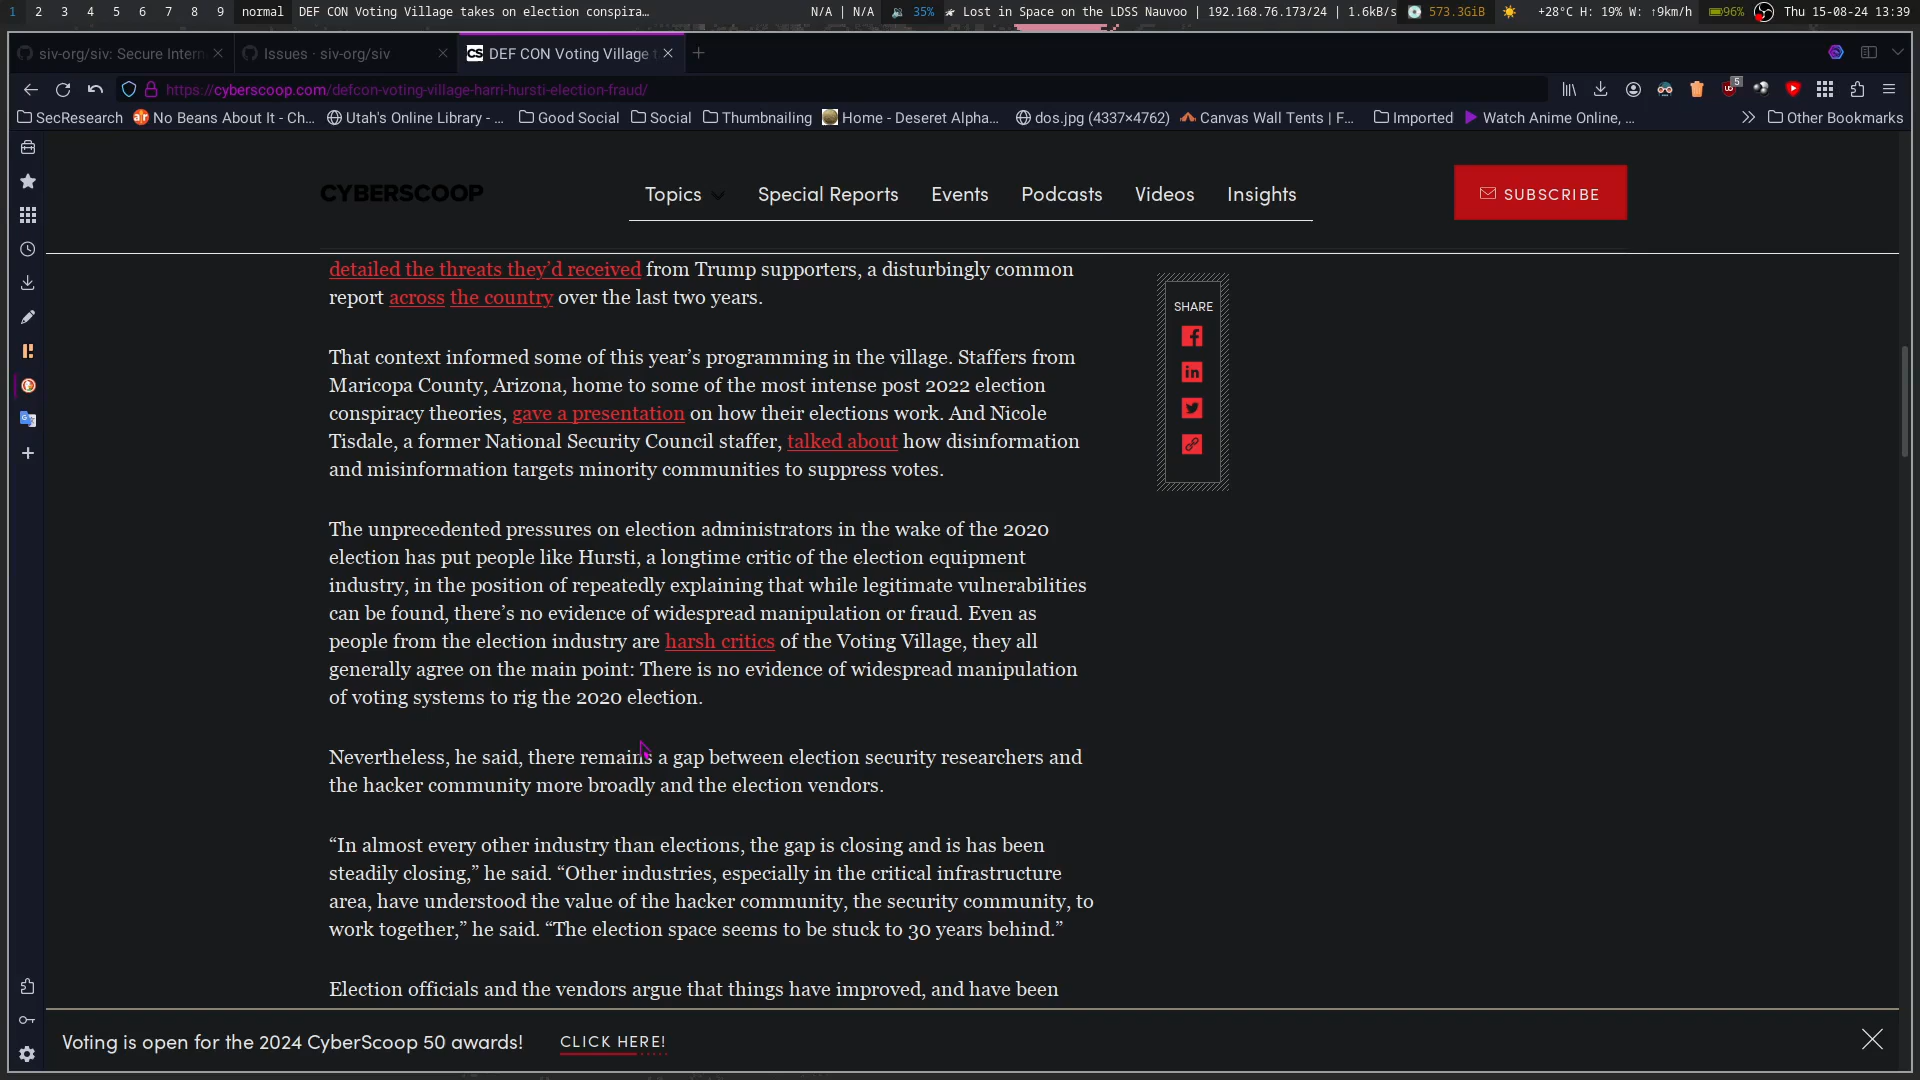 1 2 3 4 5 6 7 8 9 normal DEF CON Voting Village takes on election conspira… N/A | N/A 35% Lost in Space on the LDSS Nauvoo | 192.168.76.173/24 | 1.6kB/s 573.3GiB +28°C H: 19% W: ↑9km/h 96% Thu 15-08-24 13:39
siv-org/siv: Secure Intern Issues · siv-org/siv CS DEF CON Voting Village t
https://cyberscoop.com/defcon-voting-village-harri-hursti-election-fraud/ 5
SecResearch No Beans About It - Ch… Utah's Online Library - … Good Social Social Thumbnailing Home - Deseret Alpha… dos.jpg (4337×4762) Canvas Wall Tents | F… Imported Watch Anime Online, … Other Bookmarks
CYBERSCOOP Topics Special Reports Events Podcasts Videos Insights SUBSCRIBE
detailed the threats they’d received from Trump supporters, a disturbingly common
report across the country over the last two years.
SHARE
That context informed some of this year’s programming in the village. Staffers from
Maricopa County, Arizona, home to some of the most intense post 2022 election
conspiracy theories, gave a presentation on how their elections work. And Nicole
Tisdale, a former National Security Council staffer, talked about how disinformation
and misinformation targets minority communities to suppress votes.
The unprecedented pressures on election administrators in the wake of the 2020
election has put people like Hursti, a longtime critic of the election equipment
industry, in the position of repeatedly explaining that while legitimate vulnerabilities
can be found, there’s no evidence of widespread manipulation or fraud. Even as
people from the election industry are harsh critics of the Voting Village, they all
generally agree on the main point: There is no evidence of widespread manipulation
of voting systems to rig the 2020 election.
Nevertheless, he said, there remains a gap between election security researchers and
the hacker community more broadly and the election vendors.
“In almost every other industry than elections, the gap is closing and is has been
steadily closing,” he said. “Other industries, especially in the critical infrastructure
area, have understood the value of the hacker community, the security community, to
work together,” he said. “The election space seems to be stuck to 30 years behind.”
Election officials and the vendors argue that things have improved, and have been
Voting is open for the 2024 CyberScoop 50 awards! CLICK HERE!